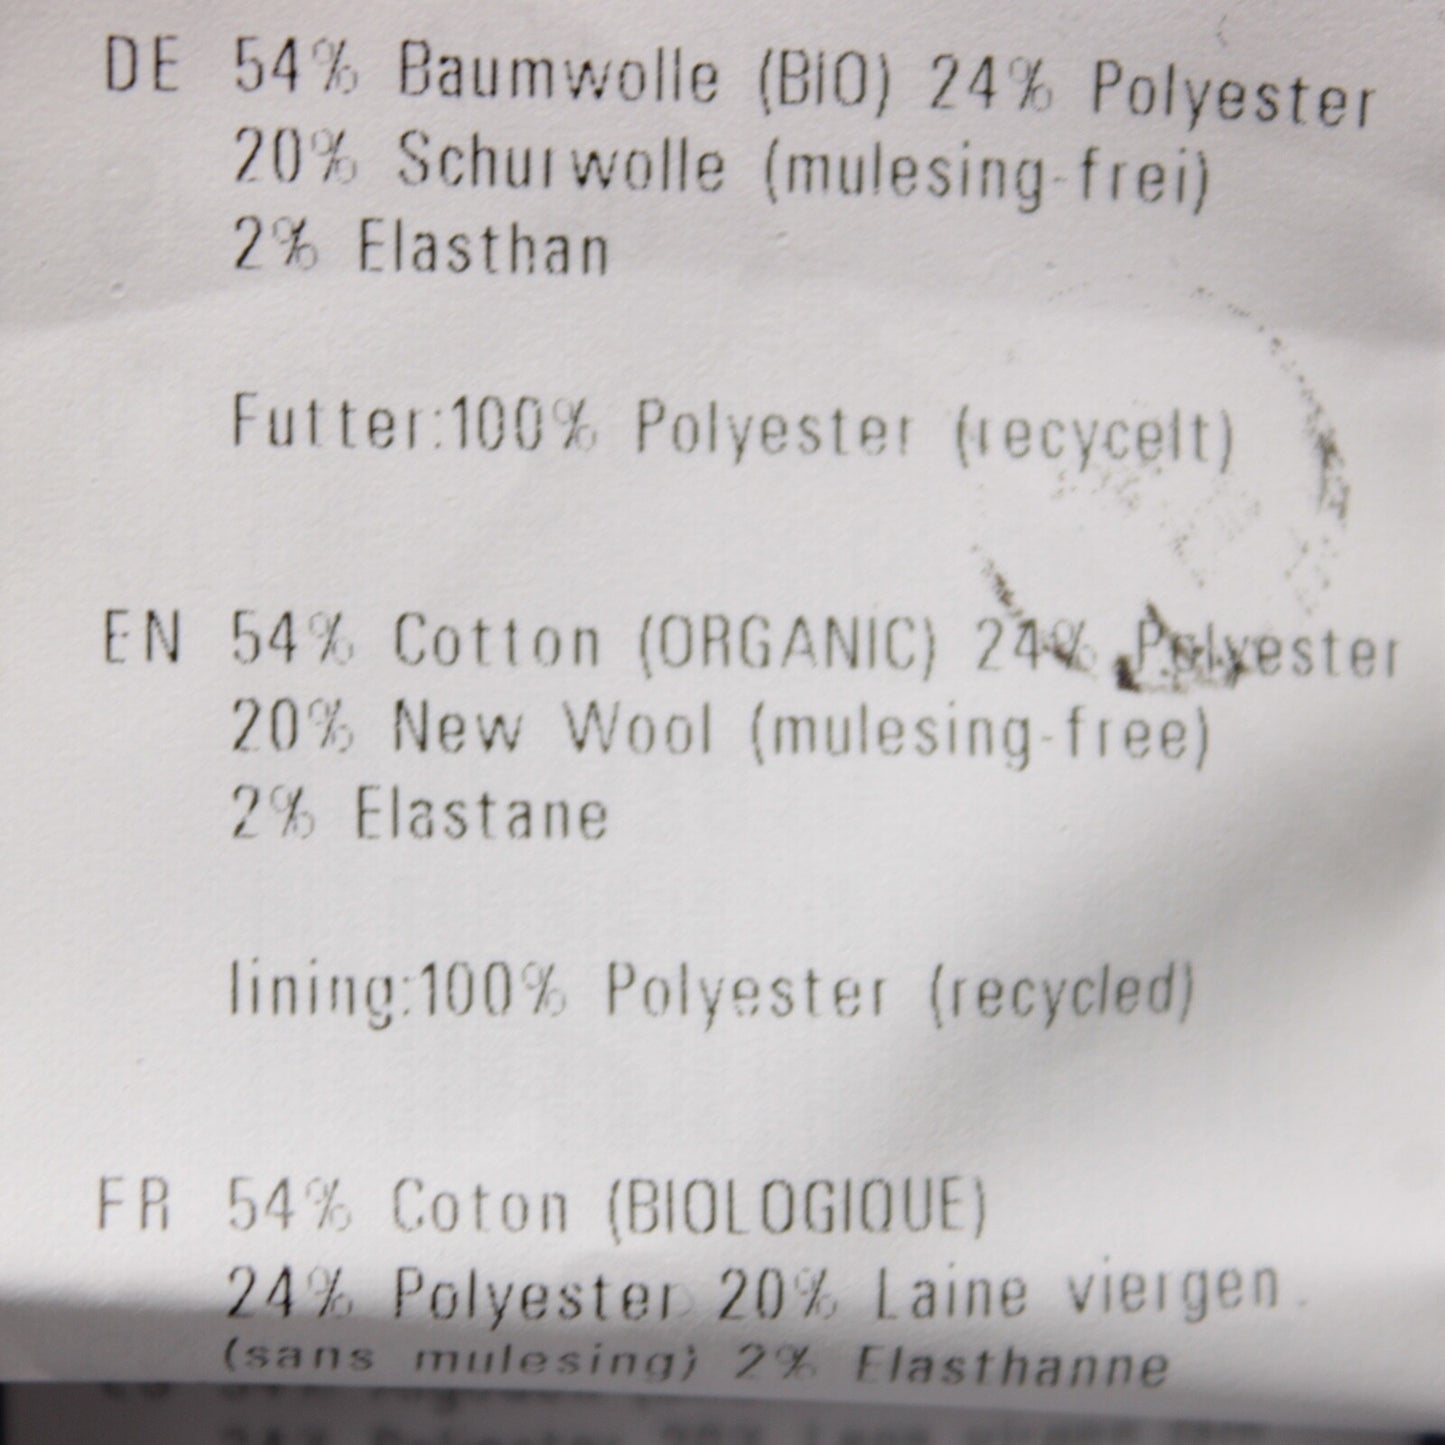 DE 54% Baumwolle (BIO) 24% Polyester
20% Schurwolle (mulesing-frei)
2% Elasthan
Futter:100% Polyester (recycelt)
EN 54% Cotton (ORGANIC) 24% Polyester
20% New Wool (mulesing-free)
2% Elastane
lining:100% Polyester (recycled)
FR 54% Coton (BIOLOGIQUE)
24% Polyester 20% Laine viergen
(sans mulesing) 2% Elasthanne